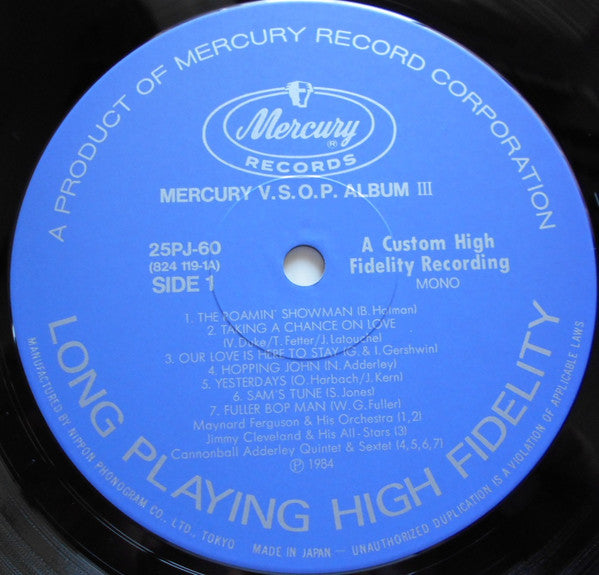 A PRODUCT OF MERCURY RECORD CORPORATION
Mercury
(R)
RECORDS
MERCURY V.S.O.P. ALBUM III
25PJ-60
(824 119-1A)
SIDE 1
A Custom High
Fidelity Recording
MONO
1. THE ROAMIN' SHOWMAN (B. Holman)
2. TAKING A CHANCE ON LOVE
(V. Duke/T. Fetter/J. Latouche)
3. OUR LOVE IS HERE TO STAY (G. & I. Gershwin)
4. HOPPING JOHN (N. Adderley)
5. YESTERDAYS (O. Harbach/J. Kern)
6. SAM'S TUNE (S. Jones)
7. FULLER BOP MAN (W. G. Fuller)
Maynard Ferguson & His Orchestra (1, 2)
Jimmy Cleveland & His All-Stars (3)
Cannonball Adderley Quintet & Sextet (4, 5, 6, 7)
Ⓟ 1984
LONG PLAYING HIGH FIDELITY
MANUFACTURED BY NIPPON PHONOGRAM CO., LTD., TOKYO MADE IN JAPAN — UNAUTHORIZED DUPLICATION IS A VIOLATION OF APPLICABLE LAWS